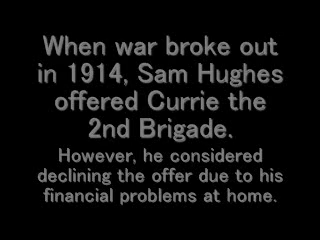 When war broke out
in 1914, Sam Hughes
offered Currie the
2nd Brigade.
However, he considered
declining the offer due to his
financial problems at home.